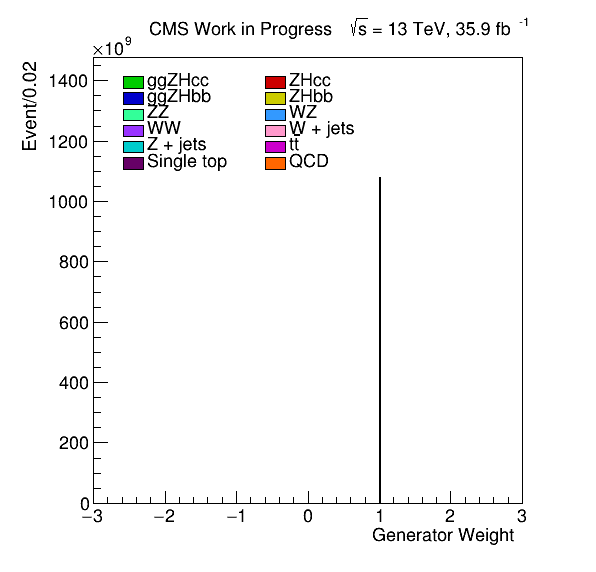 CMS Work in Progress √s = 13 TeV, 35.9 fb -1
×10⁹
Event/0.02
1400
1200
1000
800
600
400
200
0
ggZHcc ZHcc
ggZHbb ZHbb
ZZ WZ
WW W + jets
Z + jets tt̄
Single top QCD
−3 −2 −1 0 1 2 3
Generator Weight